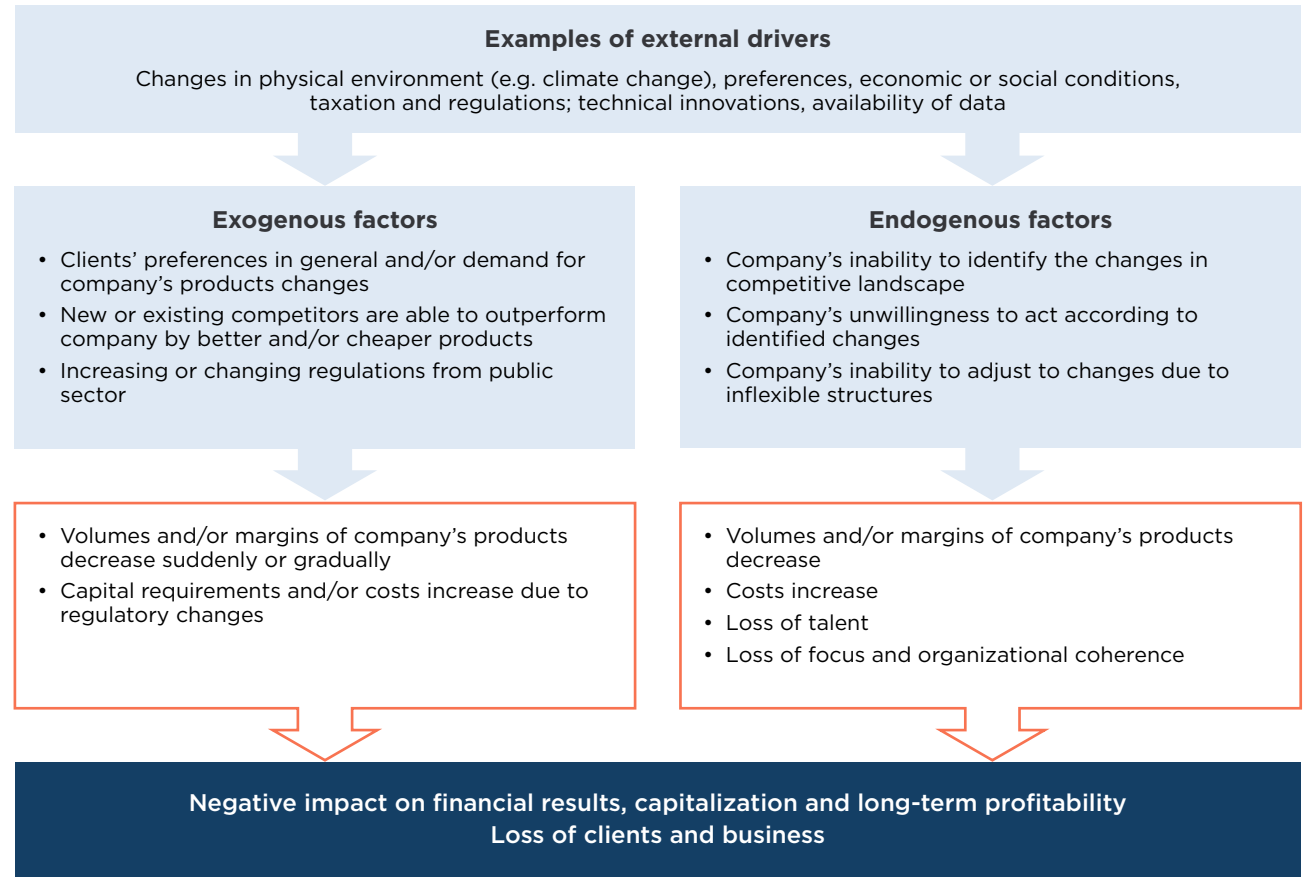 Examples of external drivers
Changes in physical environment (e.g. climate change), preferences, economic or social conditions,
taxation and regulations; technical innovations, availability of data
Exogenous factors
• Clients’ preferences in general and/or demand for
company’s products changes
• New or existing competitors are able to outperform
company by better and/or cheaper products
• Increasing or changing regulations from public
sector
Endogenous factors
• Company’s inability to identify the changes in
competitive landscape
• Company’s unwillingness to act according to
identified changes
• Company’s inability to adjust to changes due to
inflexible structures
• Volumes and/or margins of company’s products
decrease suddenly or gradually
• Capital requirements and/or costs increase due to
regulatory changes
• Volumes and/or margins of company’s products
decrease
• Costs increase
• Loss of talent
• Loss of focus and organizational coherence
Negative impact on financial results, capitalization and long-term profitability
Loss of clients and business